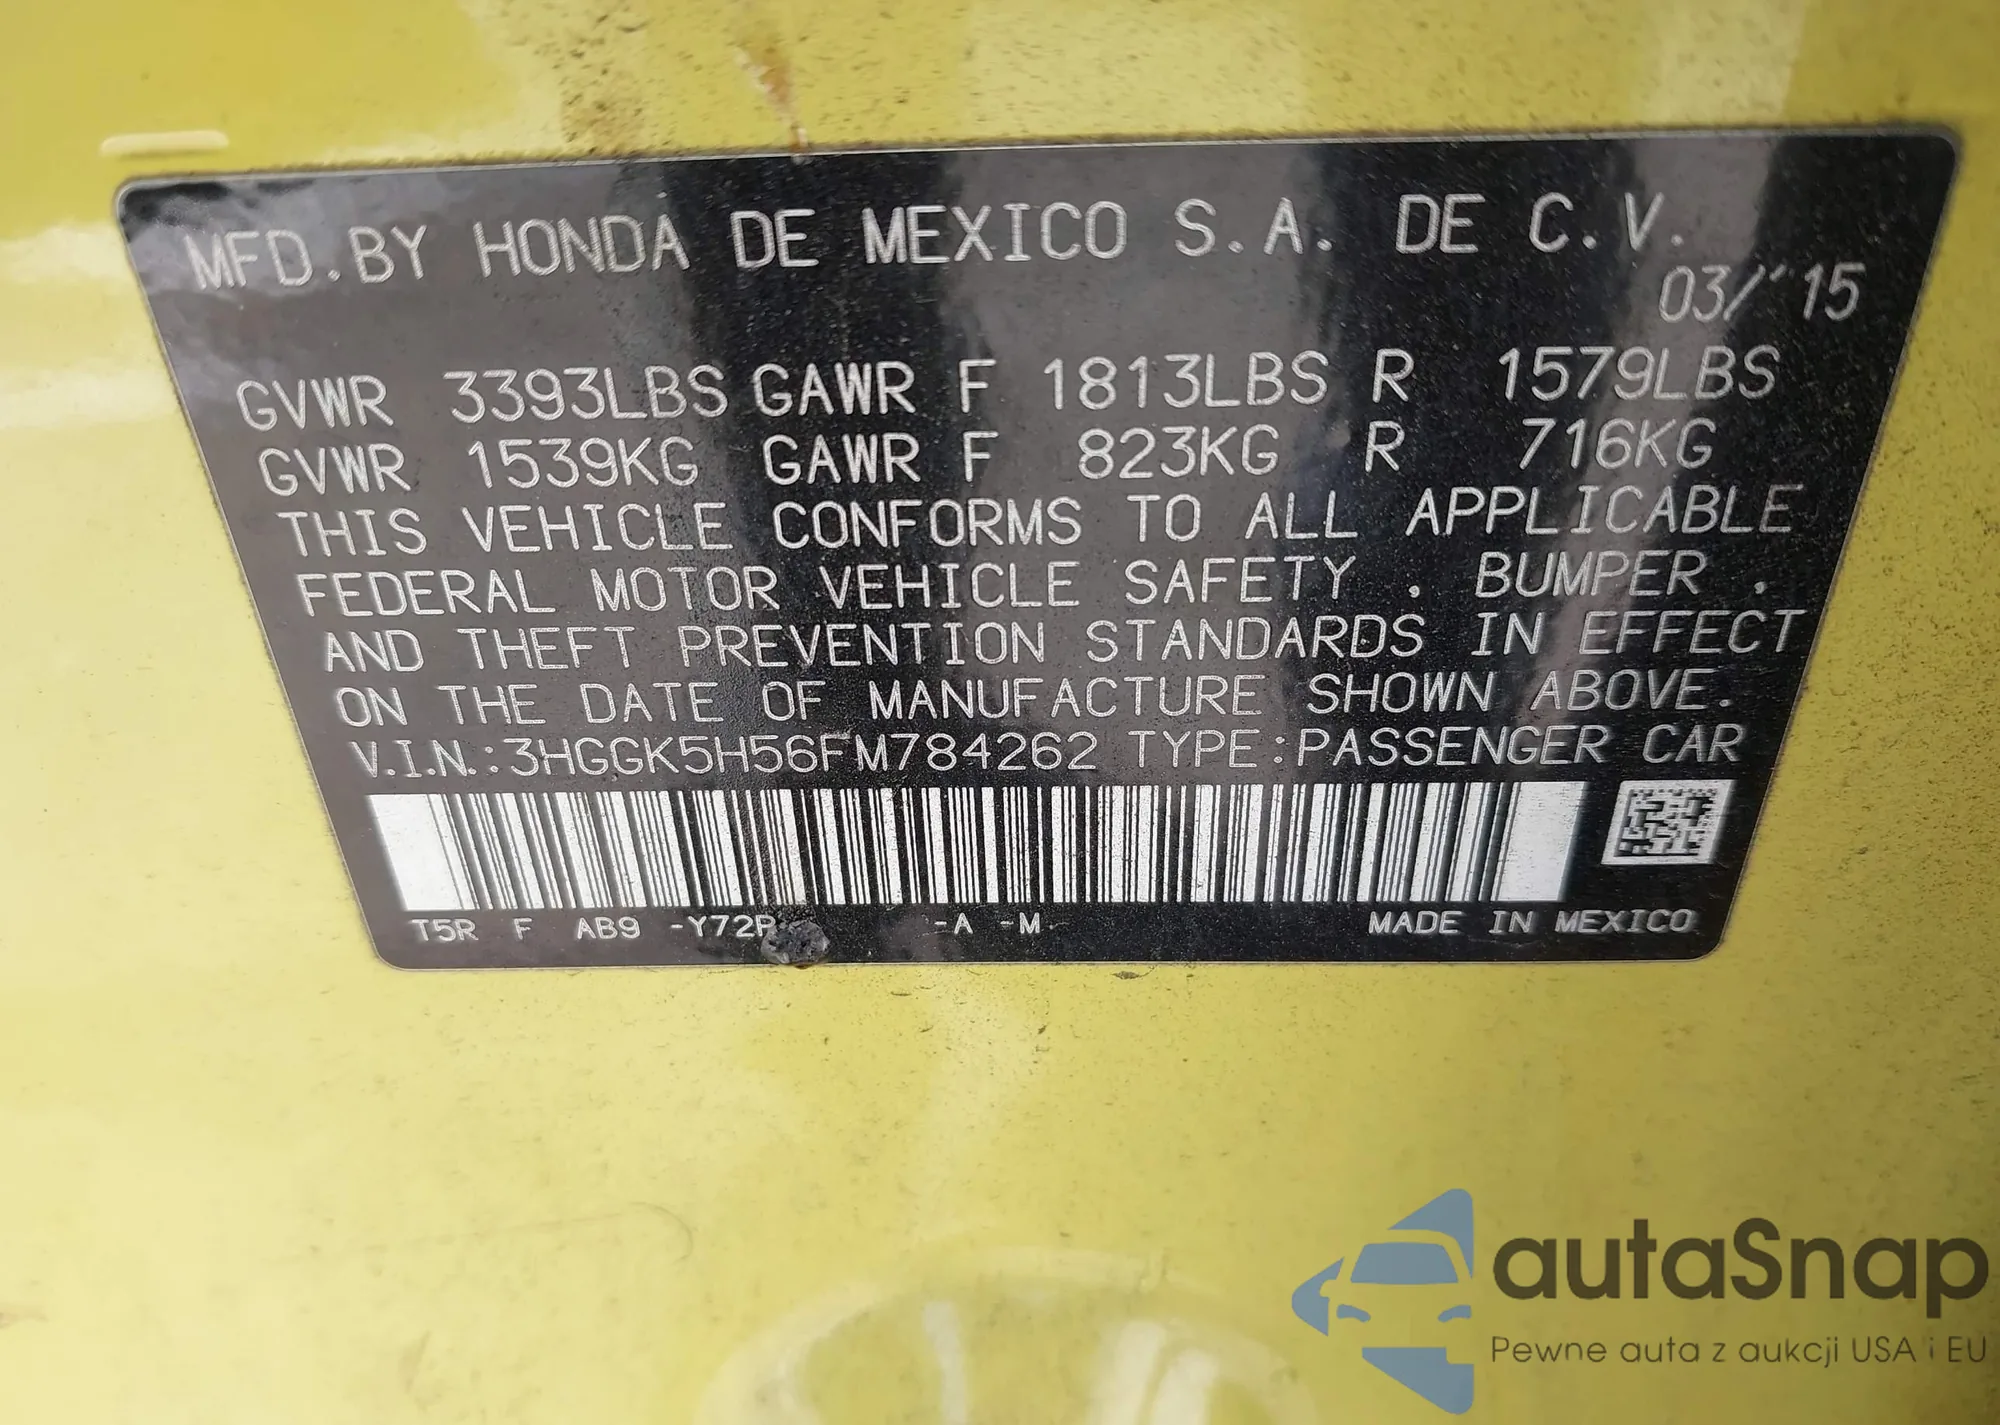 MFD.BY HONDA DE MEXICO S.A. DE C.V.
03/'15
GVWR 3393LBS GAWR F 1813LBS R 1579LBS
GVWR 1539KG GAWR F 823KG R 716KG
THIS VEHICLE CONFORMS TO ALL APPLICABLE
FEDERAL MOTOR VEHICLE SAFETY . BUMPER .
AND THEFT PREVENTION STANDARDS IN EFFECT
ON THE DATE OF MANUFACTURE SHOWN ABOVE.
V.I.N.:3HGGK5H56FM784262 TYPE:PASSENGER CAR
T5R F AB9 -Y72P -A -M MADE IN MEXICO
autaSnap
Pewne auta z aukcji USA i EU